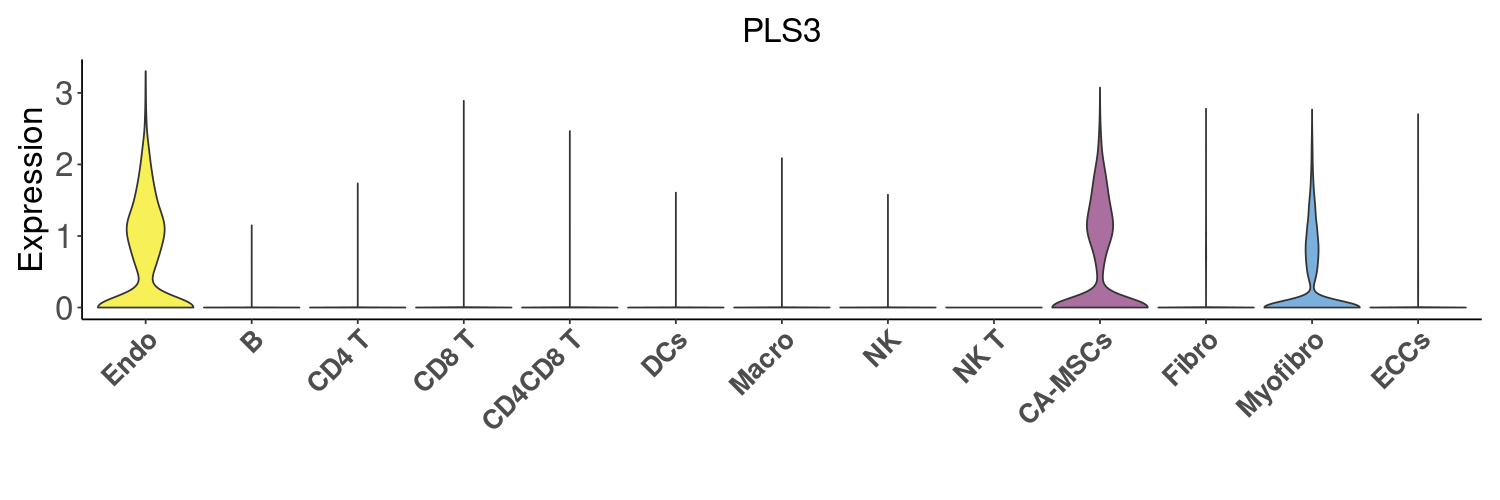 PLS3
Expression
3
2
1
0
Endo
B
CD4 T
CD8 T
CD4CD8 T
DCs
Macro
NK
NK T
CA-MSCs
Fibro
Myofibro
ECCs